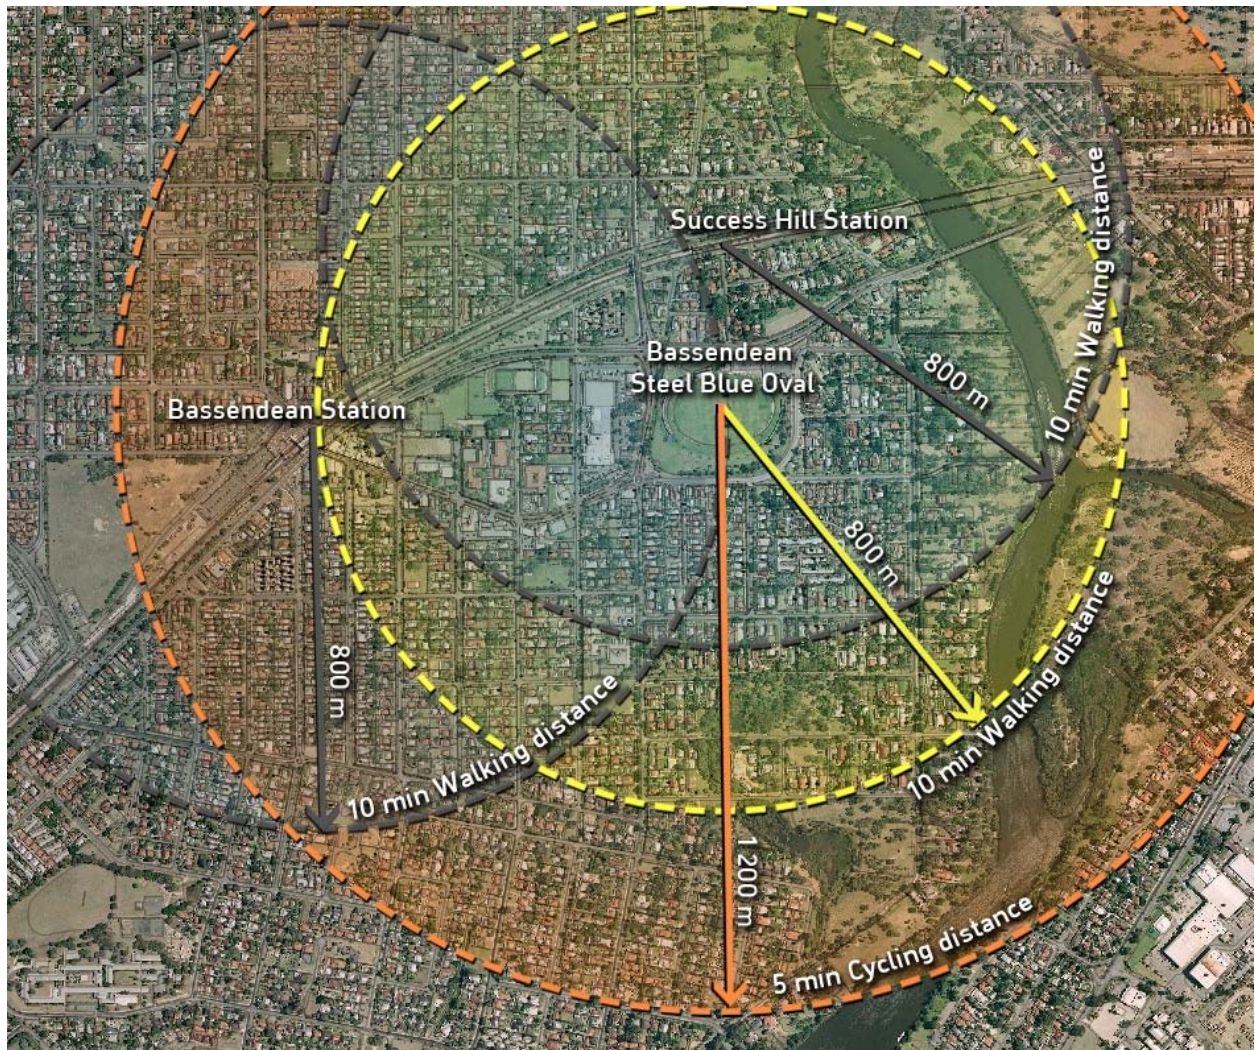 Success Hill Station
Bassendean
Steel Blue Oval
Bassendean Station
800 m
10 min Walking distance
800 m
800 m
10 min Walking distance
10 min Walking distance
1 200 m
5 min Cycling distance